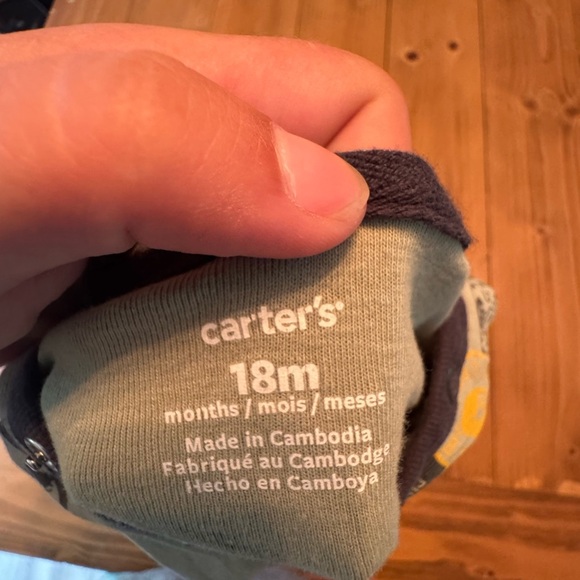 carter's
18m
months / mois / meses
Made in Cambodia
Fabriqué au Cambodge
Hecho en Camboya